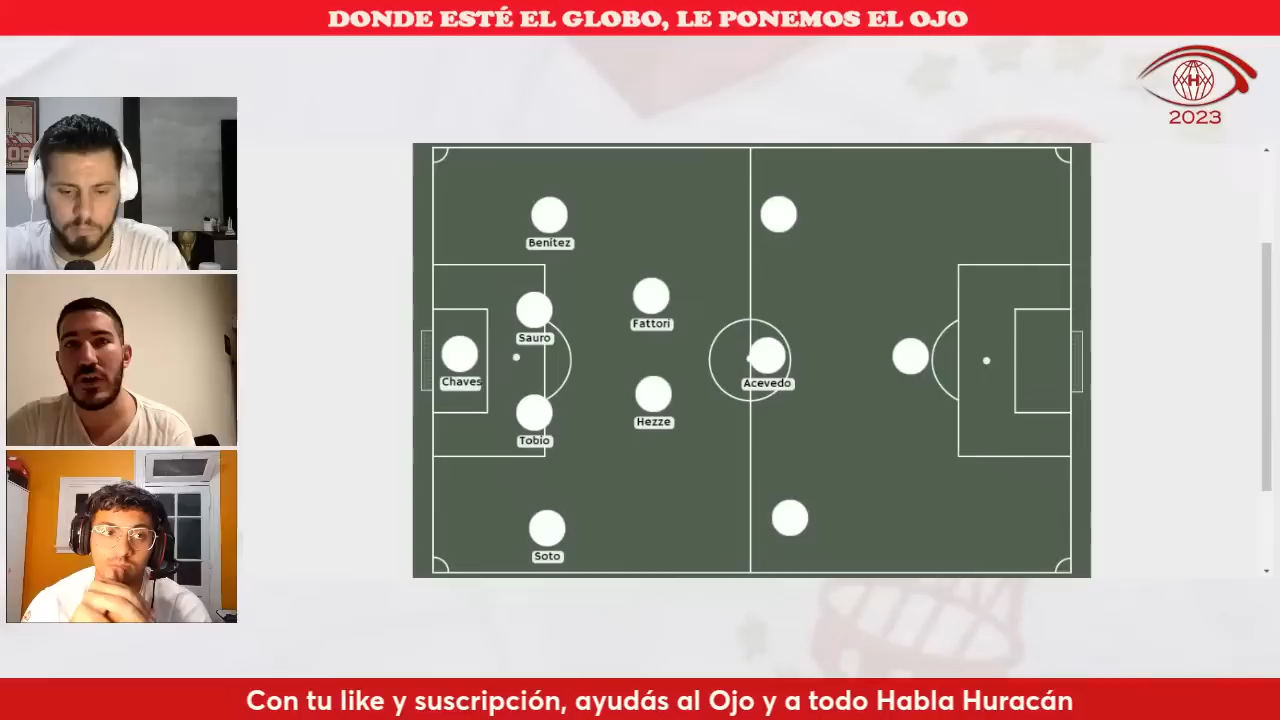 DONDE ESTÉ EL GLOBO, LE PONEMOS EL OJO
H
2023
Benítez
Fattori
Sauro
Chaves
Acevedo
Hezze
Tobio
Soto
Con tu like y suscripción, ayudás al Ojo y a todo Habla Huracán